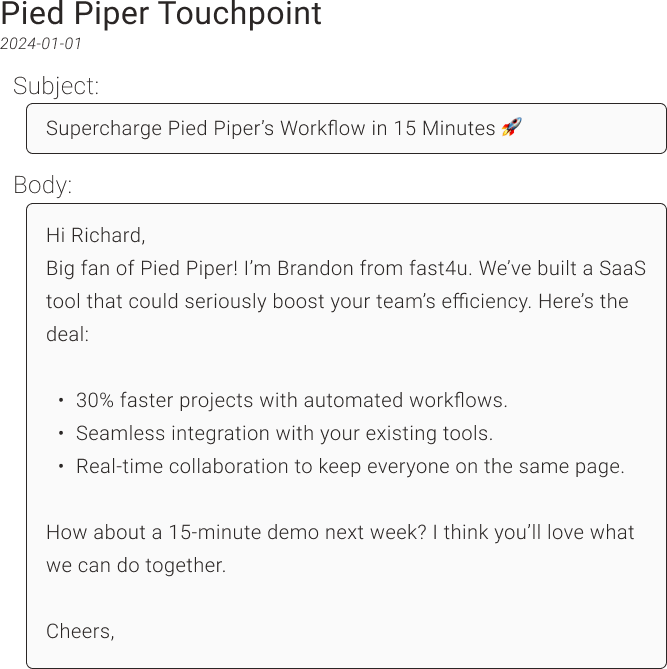 Pied Piper Touchpoint
2024-01-01
Subject:
Supercharge Pied Piper’s Workflow in 15 Minutes 🚀
Body:
Hi Richard,
Big fan of Pied Piper! I’m Brandon from fast4u. We’ve built a SaaS
tool that could seriously boost your team’s efficiency. Here’s the
deal:
• 30% faster projects with automated workflows.
• Seamless integration with your existing tools.
• Real-time collaboration to keep everyone on the same page.
How about a 15-minute demo next week? I think you’ll love what
we can do together.
Cheers,